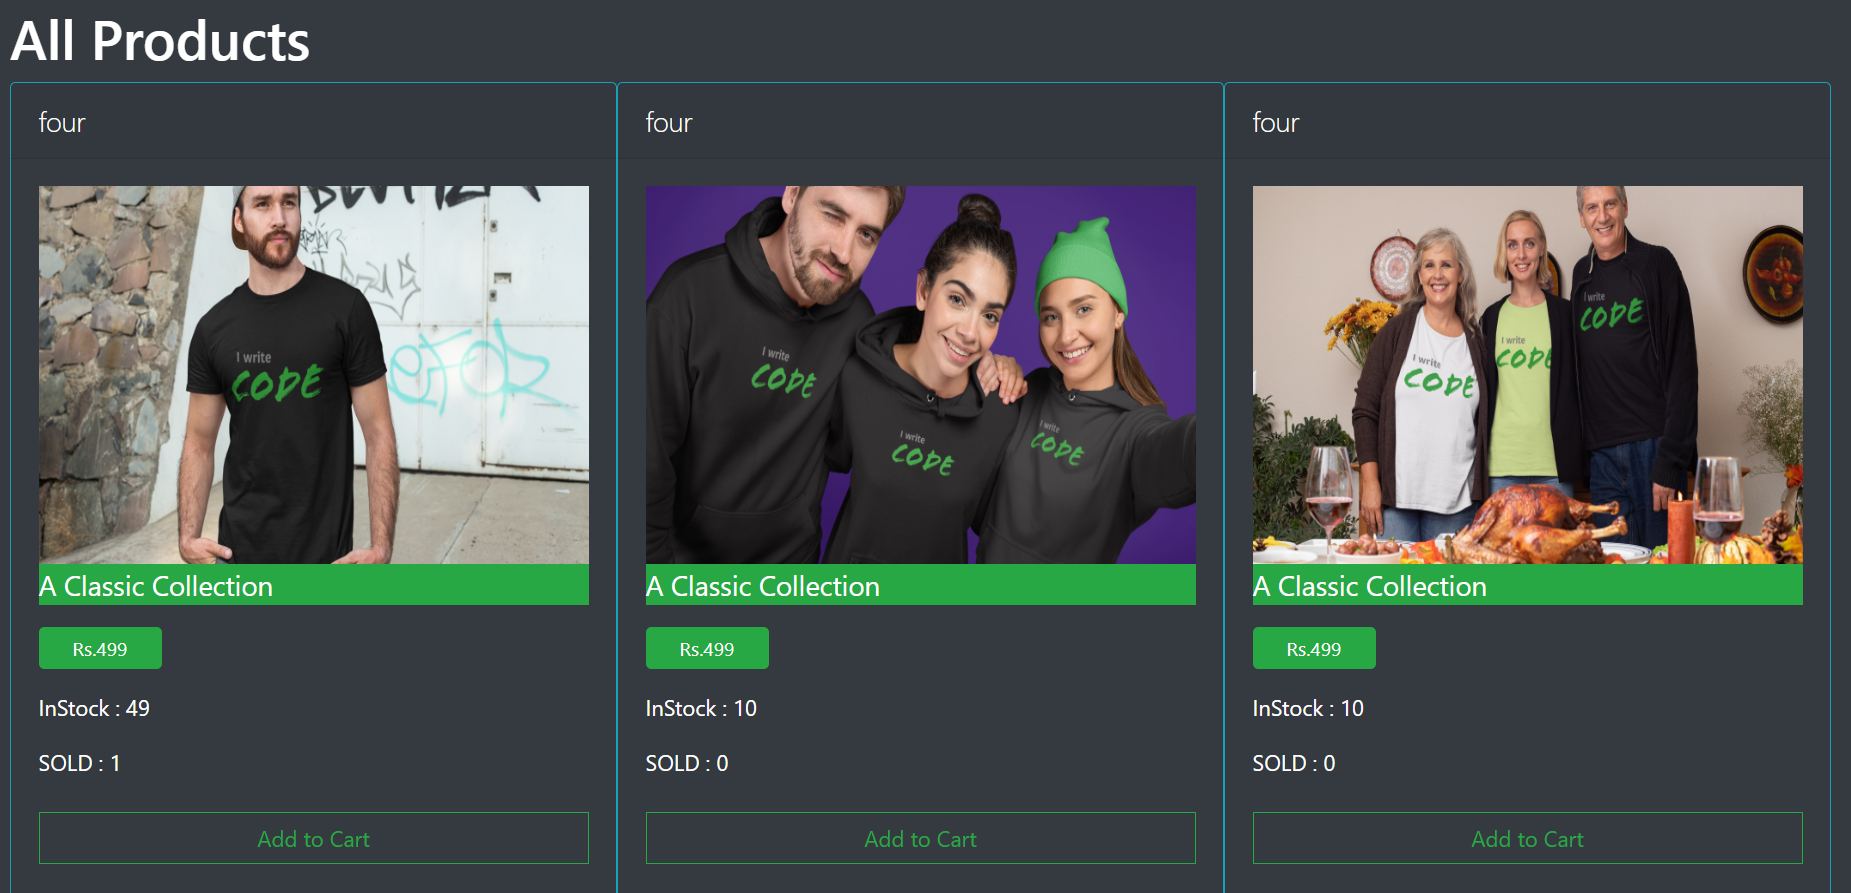 All Products
four
four
four
I write
CODE
I write
CODE
I write
CODE
I write
CODE
I write
CODE
I write
CODE
I write
CODE
A Classic Collection
A Classic Collection
A Classic Collection
Rs.499
Rs.499
Rs.499
InStock : 49
InStock : 10
InStock : 10
SOLD : 1
SOLD : 0
SOLD : 0
Add to Cart
Add to Cart
Add to Cart